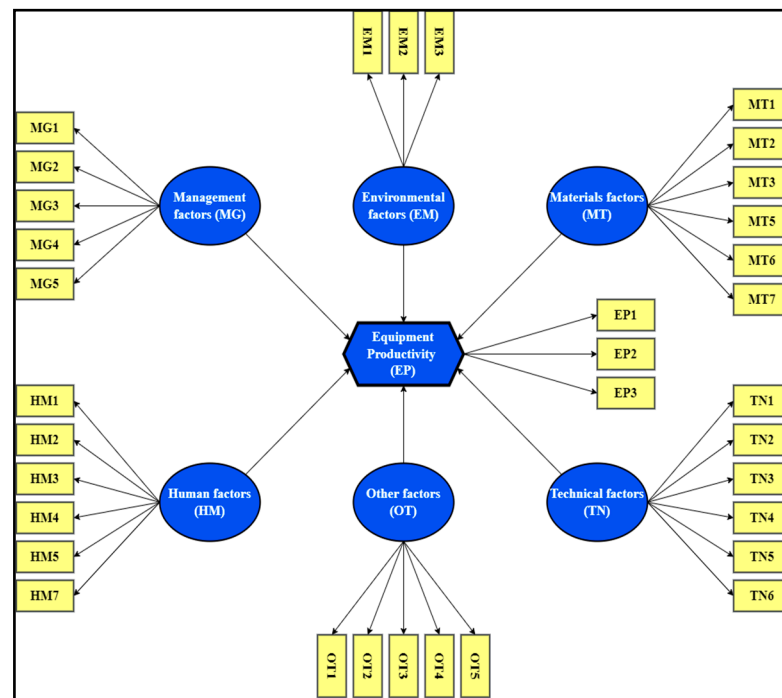 EM1
EM2
EM3
MG1
MG2
MG3
MG4
MG5
Management
factors (MG)
Environmental
factors (EM)
Materials factors
(MT)
MT1
MT2
MT3
MT5
MT6
MT7
Equipment
Productivity
(EP)
EP1
EP2
EP3
HM1
HM2
HM3
HM4
HM5
HM7
Human factors
(HM)
Other factors
(OT)
Technical factors
(TN)
TN1
TN2
TN3
TN4
TN5
TN6
OT1
OT2
OT3
OT4
OT5